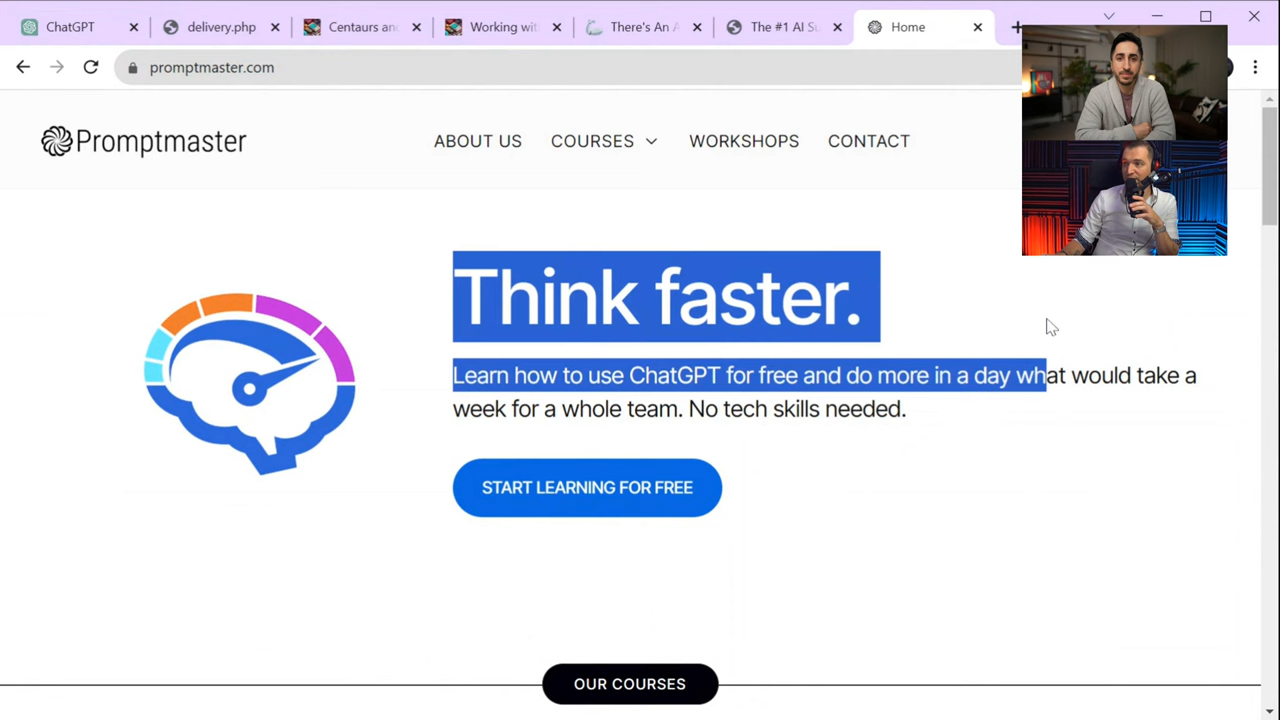 ChatGPT
delivery.php
Centaurs an
Working wit
There's An A
The #1 AI Su
Home
promptmaster.com
Promptmaster
ABOUT US
COURSES
WORKSHOPS
CONTACT
Think faster.
Learn how to use ChatGPT for free and do more in a day what would take a
week for a whole team. No tech skills needed.
START LEARNING FOR FREE
OUR COURSES